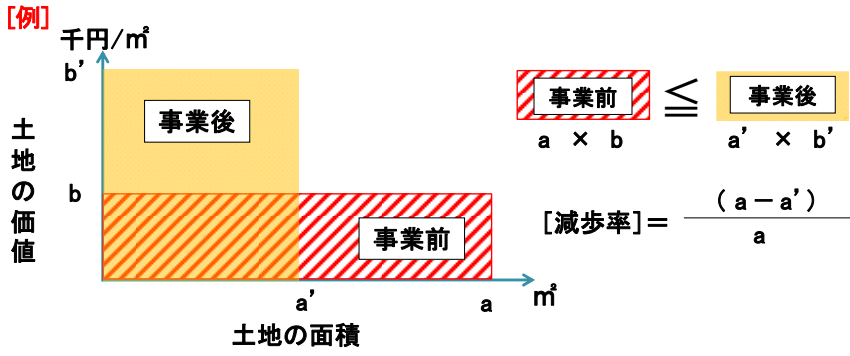 [例]
千円/㎡
b’
事業後
土地の価値
b
事業前
a’
a
㎡
土地の面積
事業前 ≦ 事業後
a × b a’ × b’
[減歩率]= (a-a’)
a